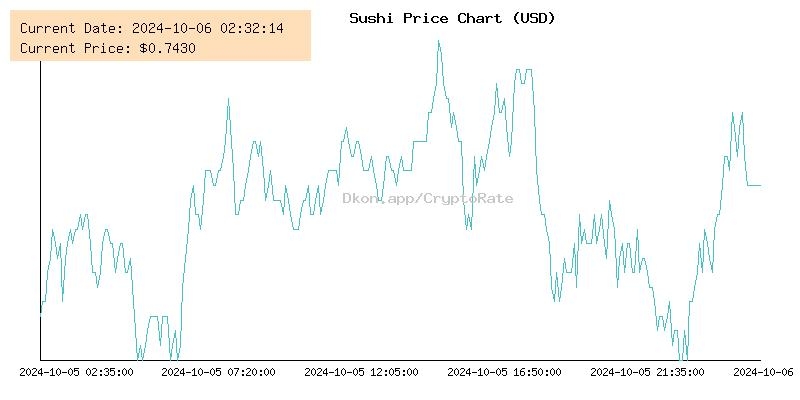 Sushi Price Chart (USD)
Current Date: 2024-10-06 02:32:14
Current Price: $0.7430
Dkon.app/CryptoRate
2024-10-05 02:35:00 2024-10-05 07:20:00 2024-10-05 12:05:00 2024-10-05 16:50:00 2024-10-05 21:35:00 2024-10-06